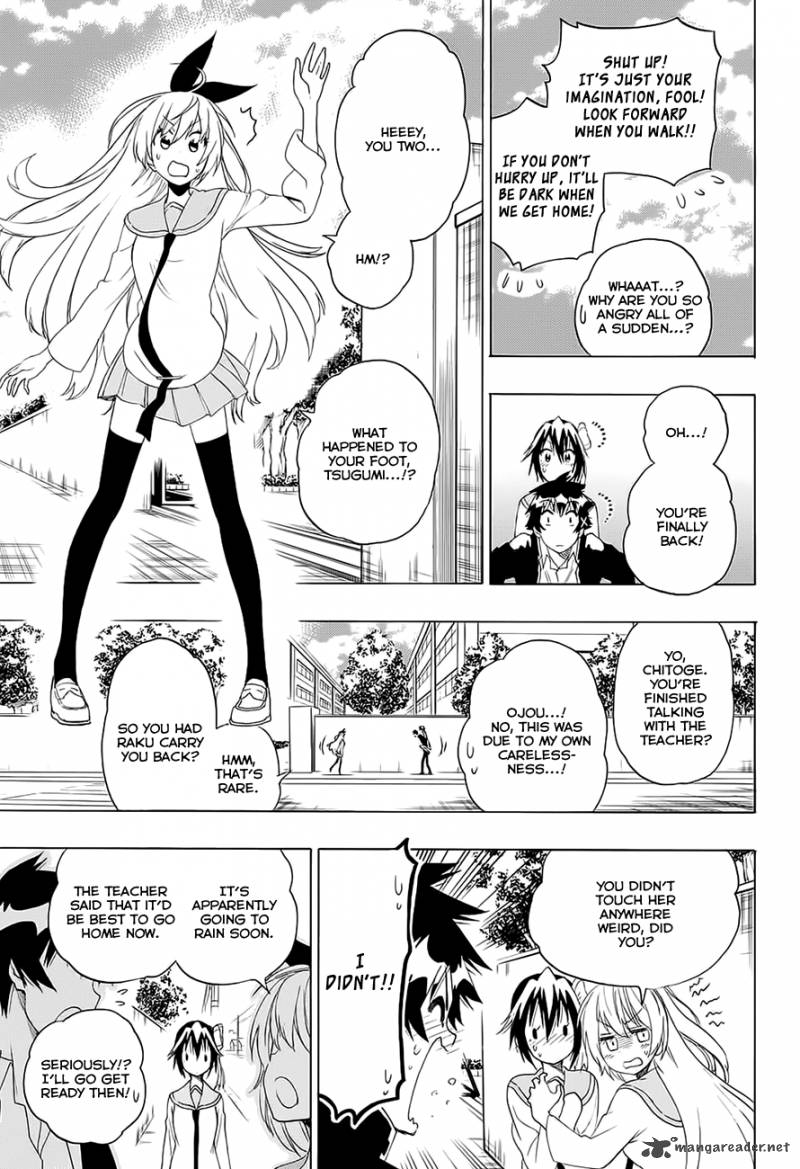 SHUT UP!
IT'S JUST YOUR
IMAGINATION, FOOL!
LOOK FORWARD
WHEN YOU WALK!!
IF YOU DON'T
HURRY UP, IT'LL
BE DARK WHEN
WE GET HOME!
WHAAAT...?
WHY ARE YOU SO
ANGRY ALL OF
A SUDDEN...?
OH...!
YOU'RE
FINALLY
BACK!
HEEEY,
YOU TWO...
HM!?
WHAT
HAPPENED TO
YOUR FOOT,
TSUGUMI...!?
YO,
CHITOGE.
YOU'RE
FINISHED
TALKING
WITH THE
TEACHER?
OJOU...!
NO, THIS WAS
DUE TO MY OWN
CARELESS-
NESS...!
SO YOU HAD
RAKU CARRY
YOU BACK?
HMM,
THAT'S
RARE.
YOU DIDN'T
TOUCH HER
ANYWHERE
WEIRD, DID
YOU?
I
DIDN'T!!
IT'S
APPARENTLY
GOING TO
RAIN SOON.
THE TEACHER
SAID THAT IT'D
BE BEST TO GO
HOME NOW.
SERIOUSLY!?
I'LL GO GET
READY THEN!
mangareader.net